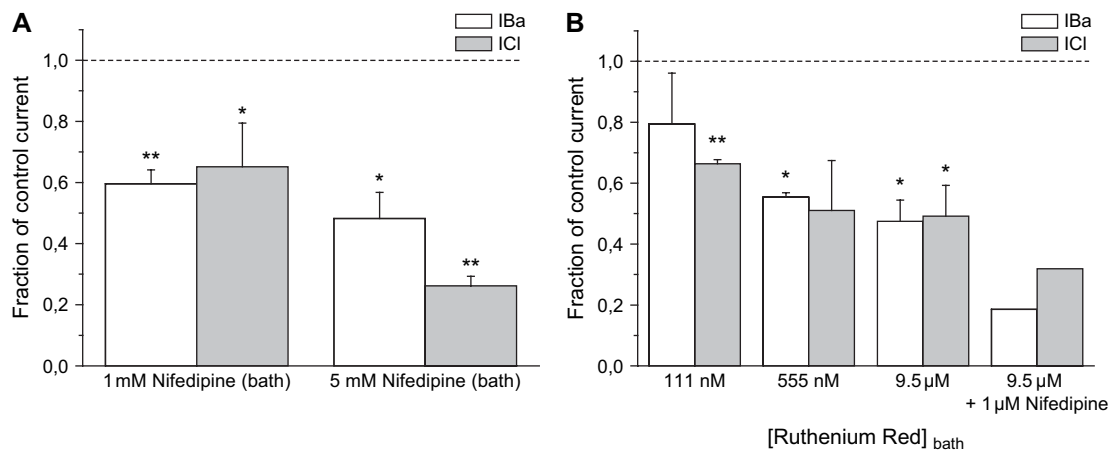 A
IBa
ICl
Fraction of control current
1,0
0,8
0,6
0,4
0,2
0,0
** * * **
1 mM Nifedipine (bath) 5 mM Nifedipine (bath)
B
IBa
ICl
Fraction of control current
1,0
0,8
0,6
0,4
0,2
0,0
** * * *
111 nM 555 nM 9.5 µM 9.5 µM
+ 1 µM Nifedipine
[Ruthenium Red] bath